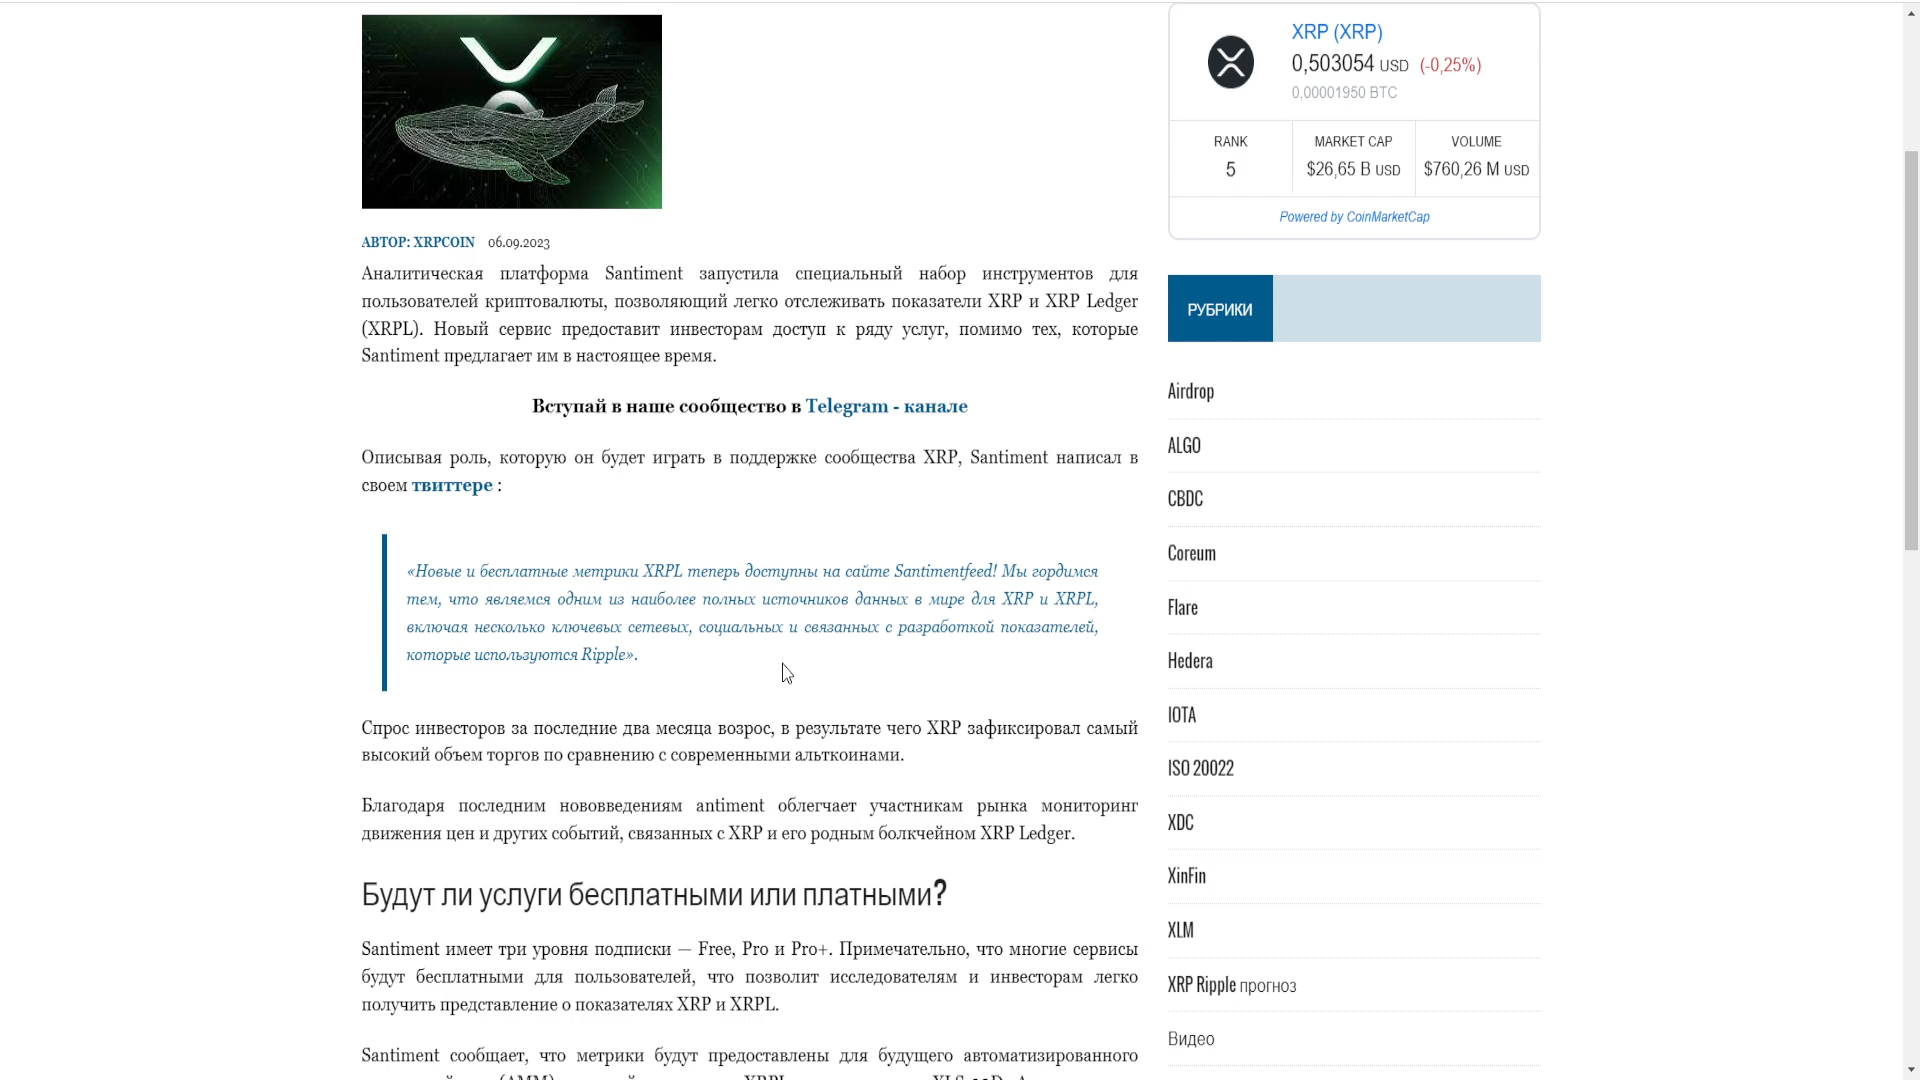 АВТОР: XRPCOIN 06.09.2023
Аналитическая платформа Santiment запустила специальный набор инструментов для
пользователей криптовалюты, позволяющий легко отслеживать показатели XRP и XRP Ledger
(XRPL). Новый сервис предоставит инвесторам доступ к ряду услуг, помимо тех, которые
Santiment предлагает им в настоящее время.
Вступай в наше сообщество в Telegram - канале
Описывая роль, которую он будет играть в поддержке сообщества XRP, Santiment написал в
своем твиттере :
«Новые и бесплатные метрики XRPL теперь доступны на сайте Santimentfeed! Мы гордимся
тем, что являемся одним из наиболее полных источников данных в мире для XRP и XRPL,
включая несколько ключевых сетевых, социальных и связанных с разработкой показателей,
которые используются Ripple».
Спрос инвесторов за последние два месяца возрос, в результате чего XRP зафиксировал самый
высокий объем торгов по сравнению с современными альткоинами.
Благодаря последним нововведениям antiment облегчает участникам рынка мониторинг
движения цен и других событий, связанных с XRP и его родным болкчейном XRP Ledger.
Будут ли услуги бесплатными или платными?
Santiment имеет три уровня подписки — Free, Pro и Pro+. Примечательно, что многие сервисы
будут бесплатными для пользователей, что позволит исследователям и инвесторам легко
получить представление о показателях XRP и XRPL.
Santiment сообщает, что метрики будут предоставлены для будущего автоматизированного
XRP (XRP)
0,503054 USD (-0,25%)
0,00001950 BTC
RANK MARKET CAP VOLUME
5 $26,65 B USD $760,26 M USD
Powered by CoinMarketCap
РУБРИКИ
Airdrop
ALGO
CBDC
Coreum
Flare
Hedera
IOTA
ISO 20022
XDC
XinFin
XLM
XRP Ripple прогноз
Видео